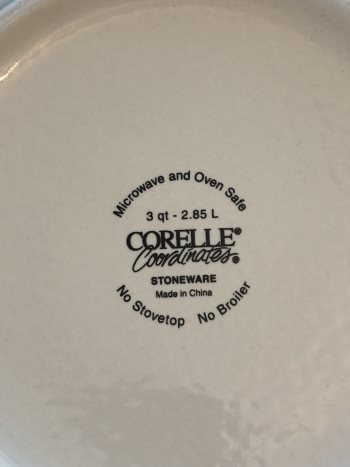 Microwave and Oven Safe
3 qt - 2.85 L
CORELLE®
Coordinates®
STONEWARE
Made in China
No Stovetop No Broiler